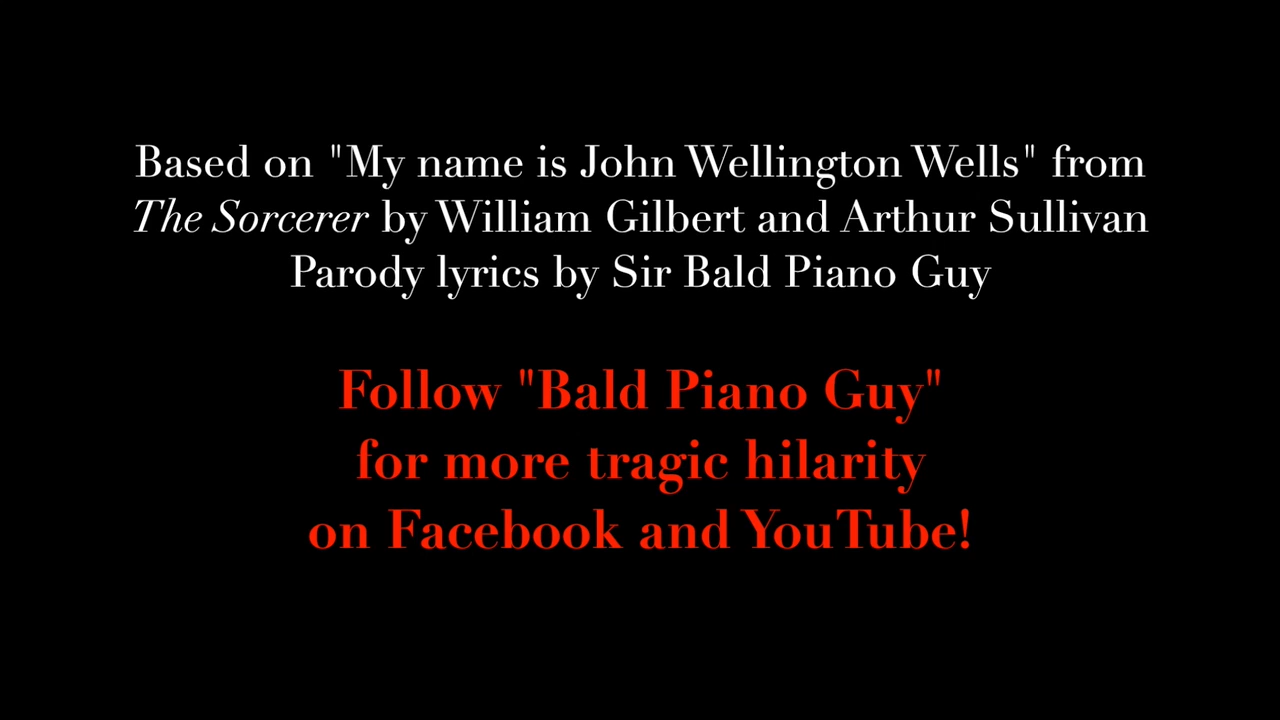 Based on "My name is John Wellington Wells" from
The Sorcerer by William Gilbert and Arthur Sullivan
Parody lyrics by Sir Bald Piano Guy
Follow "Bald Piano Guy"
for more tragic hilarity
on Facebook and YouTube!